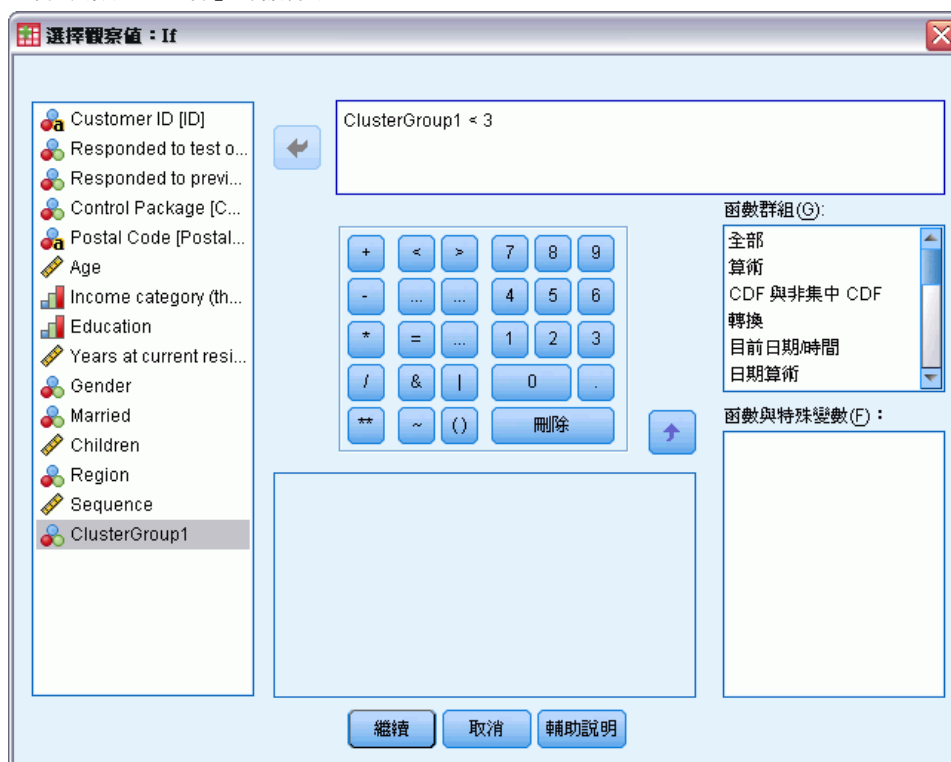 選擇觀察值：If
Customer ID [ID]
Responded to test o...
Responded to previ...
Control Package [C...
Postal Code [Postal...
Age
Income category (th...
Education
Years at current resi...
Gender
Married
Children
Region
Sequence
ClusterGroup1
ClusterGroup1 < 3
+ < > 7 8 9
- ... ... 4 5 6
* = ... 1 2 3
/ & | 0 .
** ~ () 刪除
函數群組(G):
全部
算術
CDF 與非集中 CDF
轉換
目前日期/時間
日期算術
函數與特殊變數(F)：
繼續 取消 輔助說明